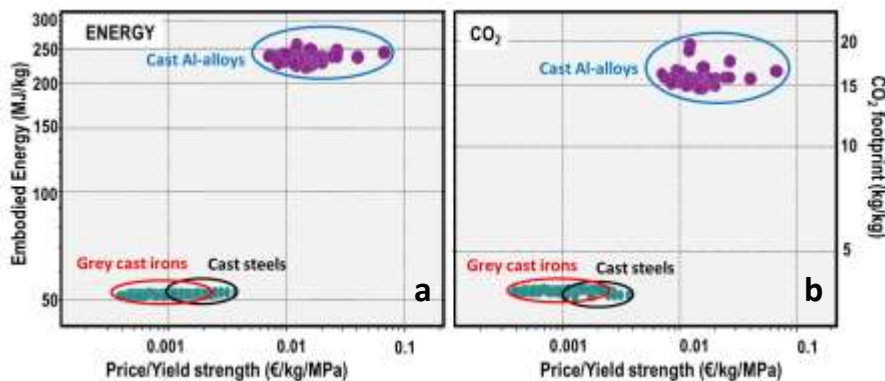 ENERGY
Cast Al-alloys
Grey cast irons
Cast steels
a
300
250
200
150
100
50
Embodied Energy (MJ/kg)
0.001
0.01
0.1
Price/Yield strength (€/kg/MPa)
CO₂
Cast Al-alloys
Grey cast irons
Cast steels
b
20
15
10
5
CO₂ footprint (kg/kg)
0.001
0.01
0.1
Price/Yield strength (€/kg/MPa)